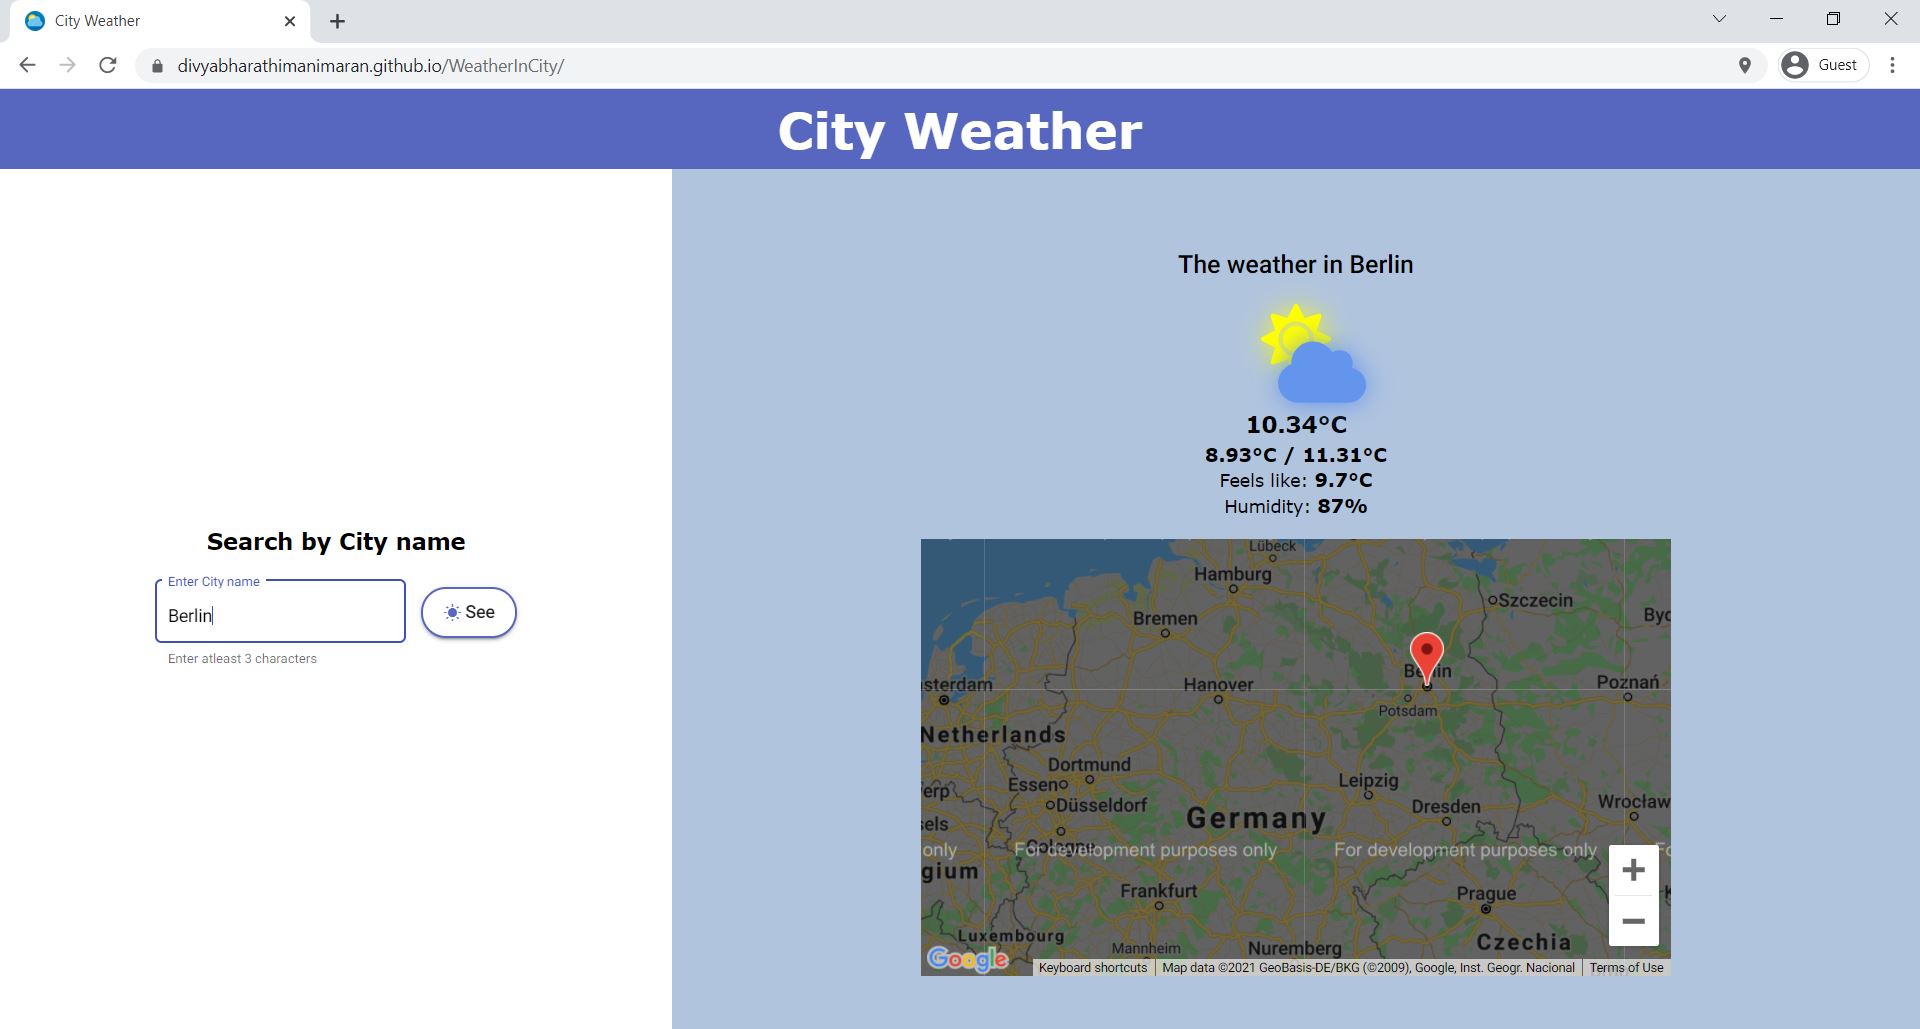 City Weather
divyabharathimanimaran.github.io/WeatherInCity/
Guest
City Weather
Search by City name
Enter City name
Berlin
See
Enter atleast 3 characters
The weather in Berlin
10.34°C
8.93°C / 11.31°C
Feels like: 9.7°C
Humidity: 87%
Lübeck
Hamburg
Szczecin
Bremen
Byd
Berlin
sterdam
Hanover
Poznań
Potsdam
Netherlands
Dortmund
Essen
Leipzig
erp
Düsseldorf
Dresden
Wrocław
Germany
sels
Cologne
only
For development purposes only
For development purposes only
Fo
gium
Frankfurt
Prague
Luxembourg
Mannheim
Nuremberg
Czechia
Google
Keyboard shortcuts
Map data ©2021 GeoBasis-DE/BKG (©2009), Google, Inst. Geogr. Nacional
Terms of Use